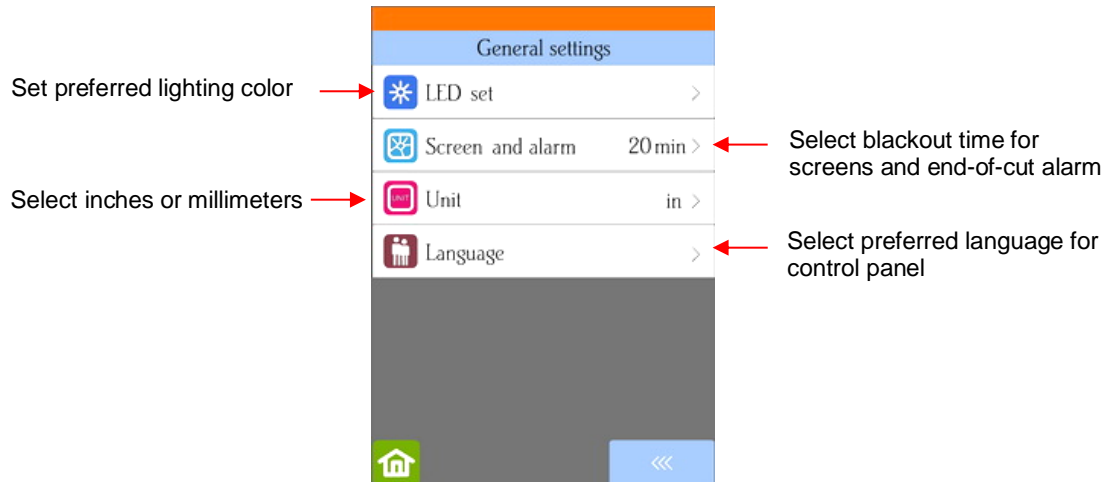 General settings
Set preferred lighting color
LED set
Screen and alarm 20 min
Select blackout time for
screens and end-of-cut alarm
Select inches or millimeters
UNIT
Unit in
Language
Select preferred language for
control panel